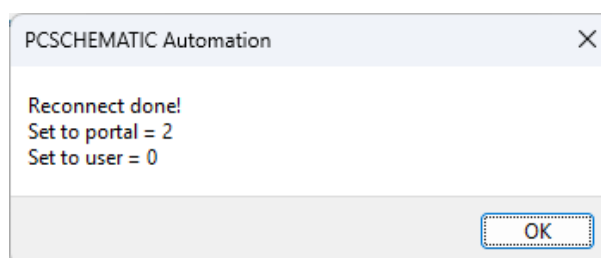 PCSCHEMATIC Automation
Reconnect done!
Set to portal = 2
Set to user = 0
OK